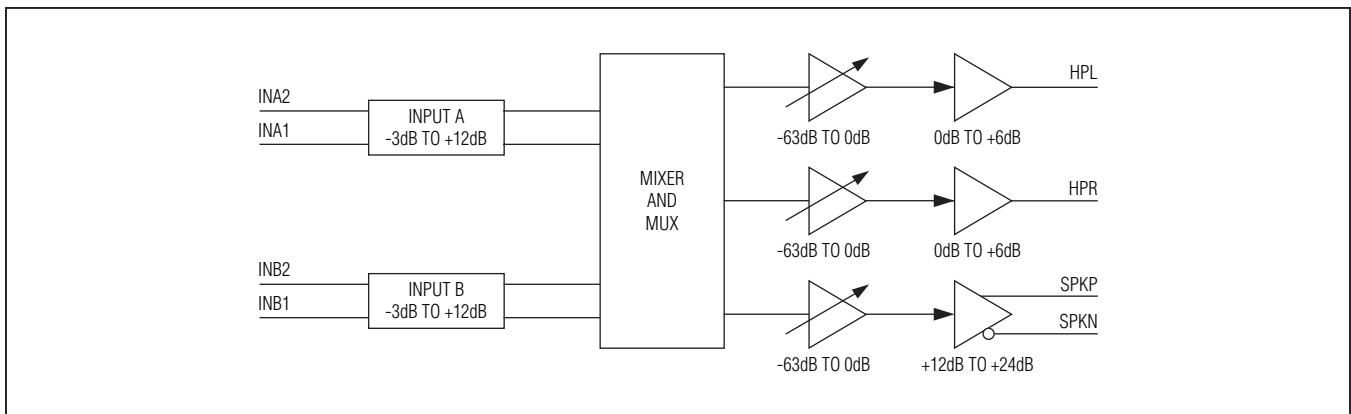 INA2
INA1
INPUT A
-3dB TO +12dB
INB2
INB1
INPUT B
-3dB TO +12dB
MIXER
AND
MUX
-63dB TO 0dB
0dB TO +6dB
HPL
-63dB TO 0dB
0dB TO +6dB
HPR
-63dB TO 0dB
+12dB TO +24dB
SPKP
SPKN